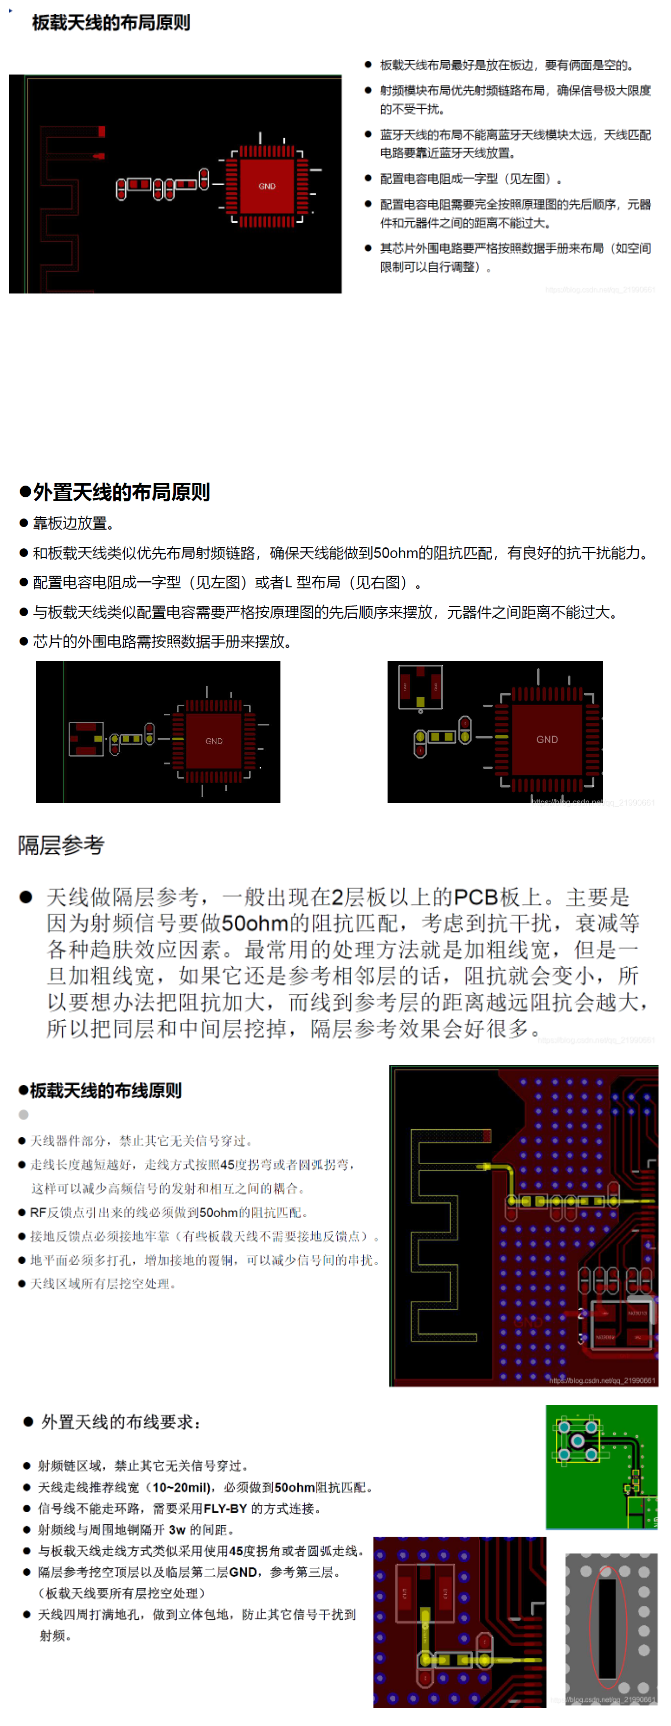 板载天线的布局原则
● 板载天线布局最好是放在板边，要有俩面是空的。
● 射频模块布局优先射频链路布局，确保信号极大限度
的不受干扰。
● 蓝牙天线的布局不能离蓝牙天线模块太远，天线匹配
电路要靠近蓝牙天线放置。
● 配置电容电阻成一字型（见左图）。
● 配置电容电阻需要完全按照原理图的先后顺序，元器
件和元器件之间的距离不能过大。
● 其芯片外围电路要严格按照数据手册来布局（如空间
限制可以自行调整）。
GND
●外置天线的布局原则
● 靠板边放置。
● 和板载天线类似优先布局射频链路，确保天线能做到50ohm的阻抗匹配，有良好的抗干扰能力。
● 配置电容电阻成一字型（见左图）或者L 型布局（见右图）。
● 与板载天线类似配置电容需要严格按原理图的先后顺序来摆放，元器件之间距离不能过大。
● 芯片的外围电路需按照数据手册来摆放。
GND
GND
https://blog.csdn.net/qq_21990661
隔层参考
● 天线做隔层参考，一般出现在2层板以上的PCB板上。主要是
因为射频信号要做50ohm的阻抗匹配，考虑到抗干扰，衰减等
各种趋肤效应因素。最常用的处理方法就是加粗线宽，但是一
旦加粗线宽，如果它还是参考相邻层的话，阻抗就会变小，所
以要想办法把阻抗加大，而线到参考层的距离越远阻抗会越大，
所以把同层和中间层挖掉，隔层参考效果会好很多。
https://blog.csdn.net/qq_21990661
●板载天线的布线原则
● 天线器件部分，禁止其它无关信号穿过。
● 走线长度越短越好，走线方式按照45度拐弯或者圆弧拐弯，
这样可以减少高频信号的发射和相互之间的耦合。
● RF反馈点引出来的线必须做到50ohm的阻抗匹配。
● 接地反馈点必须接地牢靠（有些板载天线不需要接地反馈点）。
● 地平面必须多打孔，增加接地的覆铜，可以减少信号间的串扰。
● 天线区域所有层挖空处理。
https://blog.csdn.net/qq_21990661
● 外置天线的布线要求：
● 射频链区域，禁止其它无关信号穿过。
● 天线走线推荐线宽（10~20mil)，必须做到50ohm阻抗匹配。
● 信号线不能走环路，需要采用FLY-BY 的方式连接。
● 射频线与周围地铜隔开 3w 的间距。
● 与板载天线走线方式类似采用使用45度拐角或者圆弧走线。
● 隔层参考挖空顶层以及临层第二层GND，参考第三层。
（板载天线要所有层挖空处理）
● 天线四周打满地孔，做到立体包地，防止其它信号干扰到
射频。